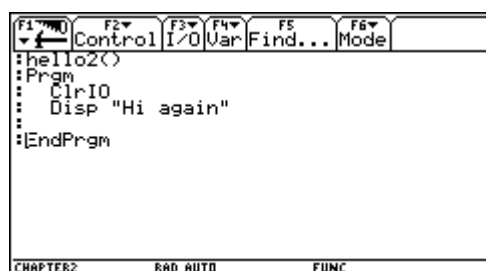 F1 F2 Control F3 I/O F4 Var F5 Find... F6 Mode
:hello2()
:Prgm
: ClrIO
: Disp "Hi again"
:
:EndPrgm
CHAPTER2 RAD AUTO FUNC